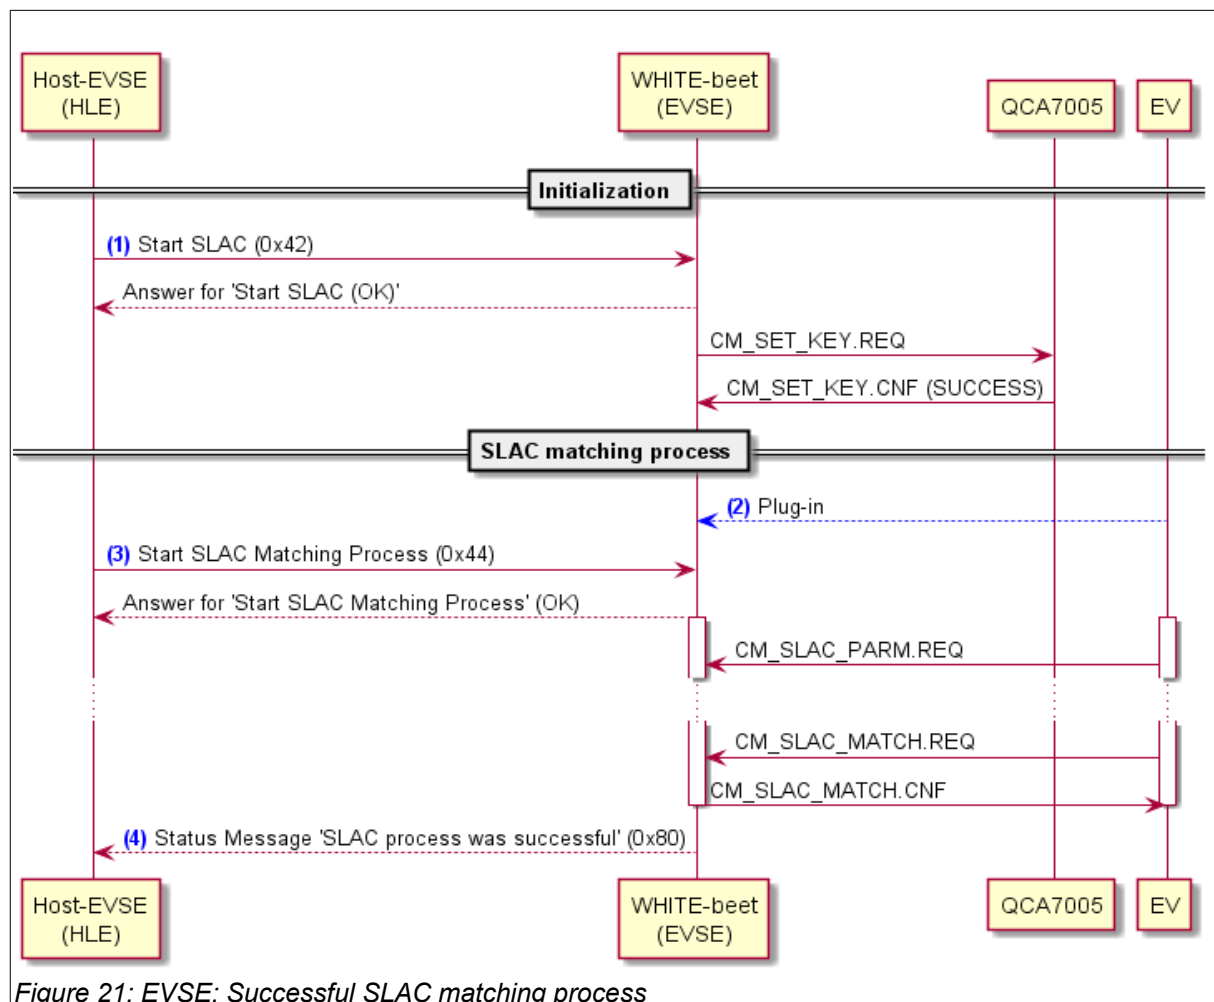 Host-EVSE
(HLE)
WHITE-beet
(EVSE)
QCA7005
EV
Initialization
(1) Start SLAC (0x42)
Answer for 'Start SLAC (OK)'
CM_SET_KEY.REQ
CM_SET_KEY.CNF (SUCCESS)
SLAC matching process
(2) Plug-in
(3) Start SLAC Matching Process (0x44)
Answer for 'Start SLAC Matching Process' (OK)
CM_SLAC_PARM.REQ
CM_SLAC_MATCH.REQ
CM_SLAC_MATCH.CNF
(4) Status Message 'SLAC process was successful' (0x80)
Host-EVSE
(HLE)
WHITE-beet
(EVSE)
QCA7005
EV
Figure 21: EVSE: Successful SLAC matching process